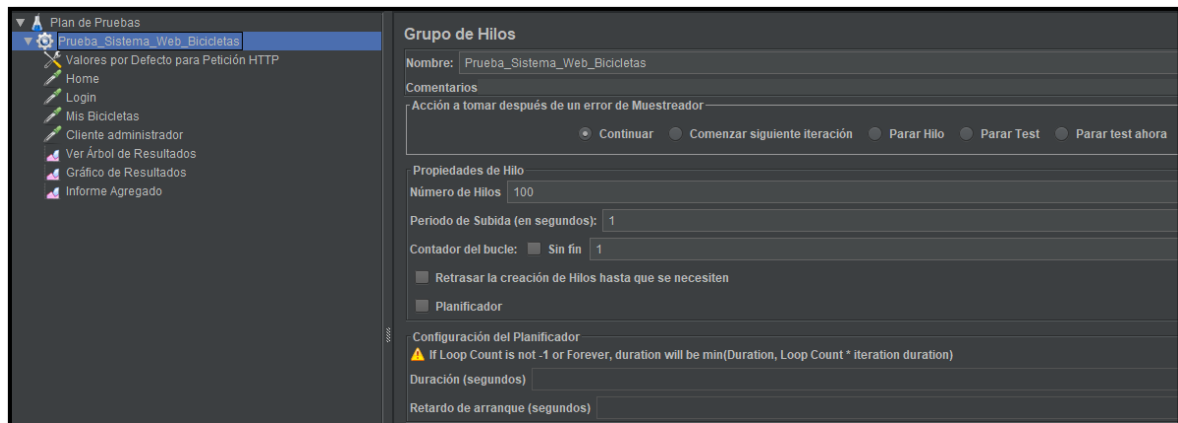 Plan de Pruebas
Prueba_Sistema_Web_Bicicletas
Valores por Defecto para Petición HTTP
Home
Login
Mis Bicicletas
Cliente administrador
Ver Árbol de Resultados
Gráfico de Resultados
Informe Agregado
Grupo de Hilos
Nombre: Prueba_Sistema_Web_Bicicletas
Comentarios
Acción a tomar después de un error de Muestreador
Continuar Comenzar siguiente iteración Parar Hilo Parar Test Parar test ahora
Propiedades de Hilo
Número de Hilos 100
Periodo de Subida (en segundos): 1
Contador del bucle: Sin fin 1
Retrasar la creación de Hilos hasta que se necesiten
Planificador
Configuración del Planificador
If Loop Count is not -1 or Forever, duration will be min(Duration, Loop Count * iteration duration)
Duración (segundos)
Retardo de arranque (segundos)